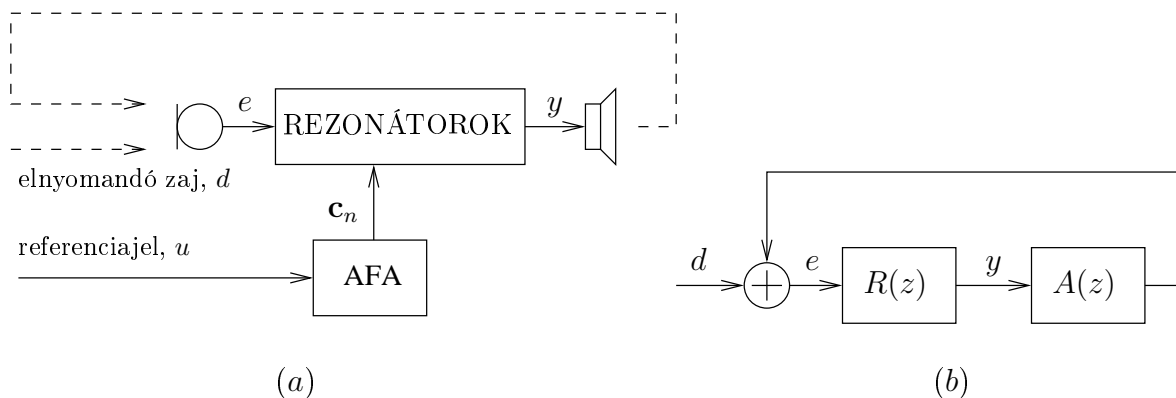 e
REZONÁTOROK
y
elnyomandó zaj, d
c_n
referenciajel, u
AFA
(a)
d
e
R(z)
y
A(z)
(b)